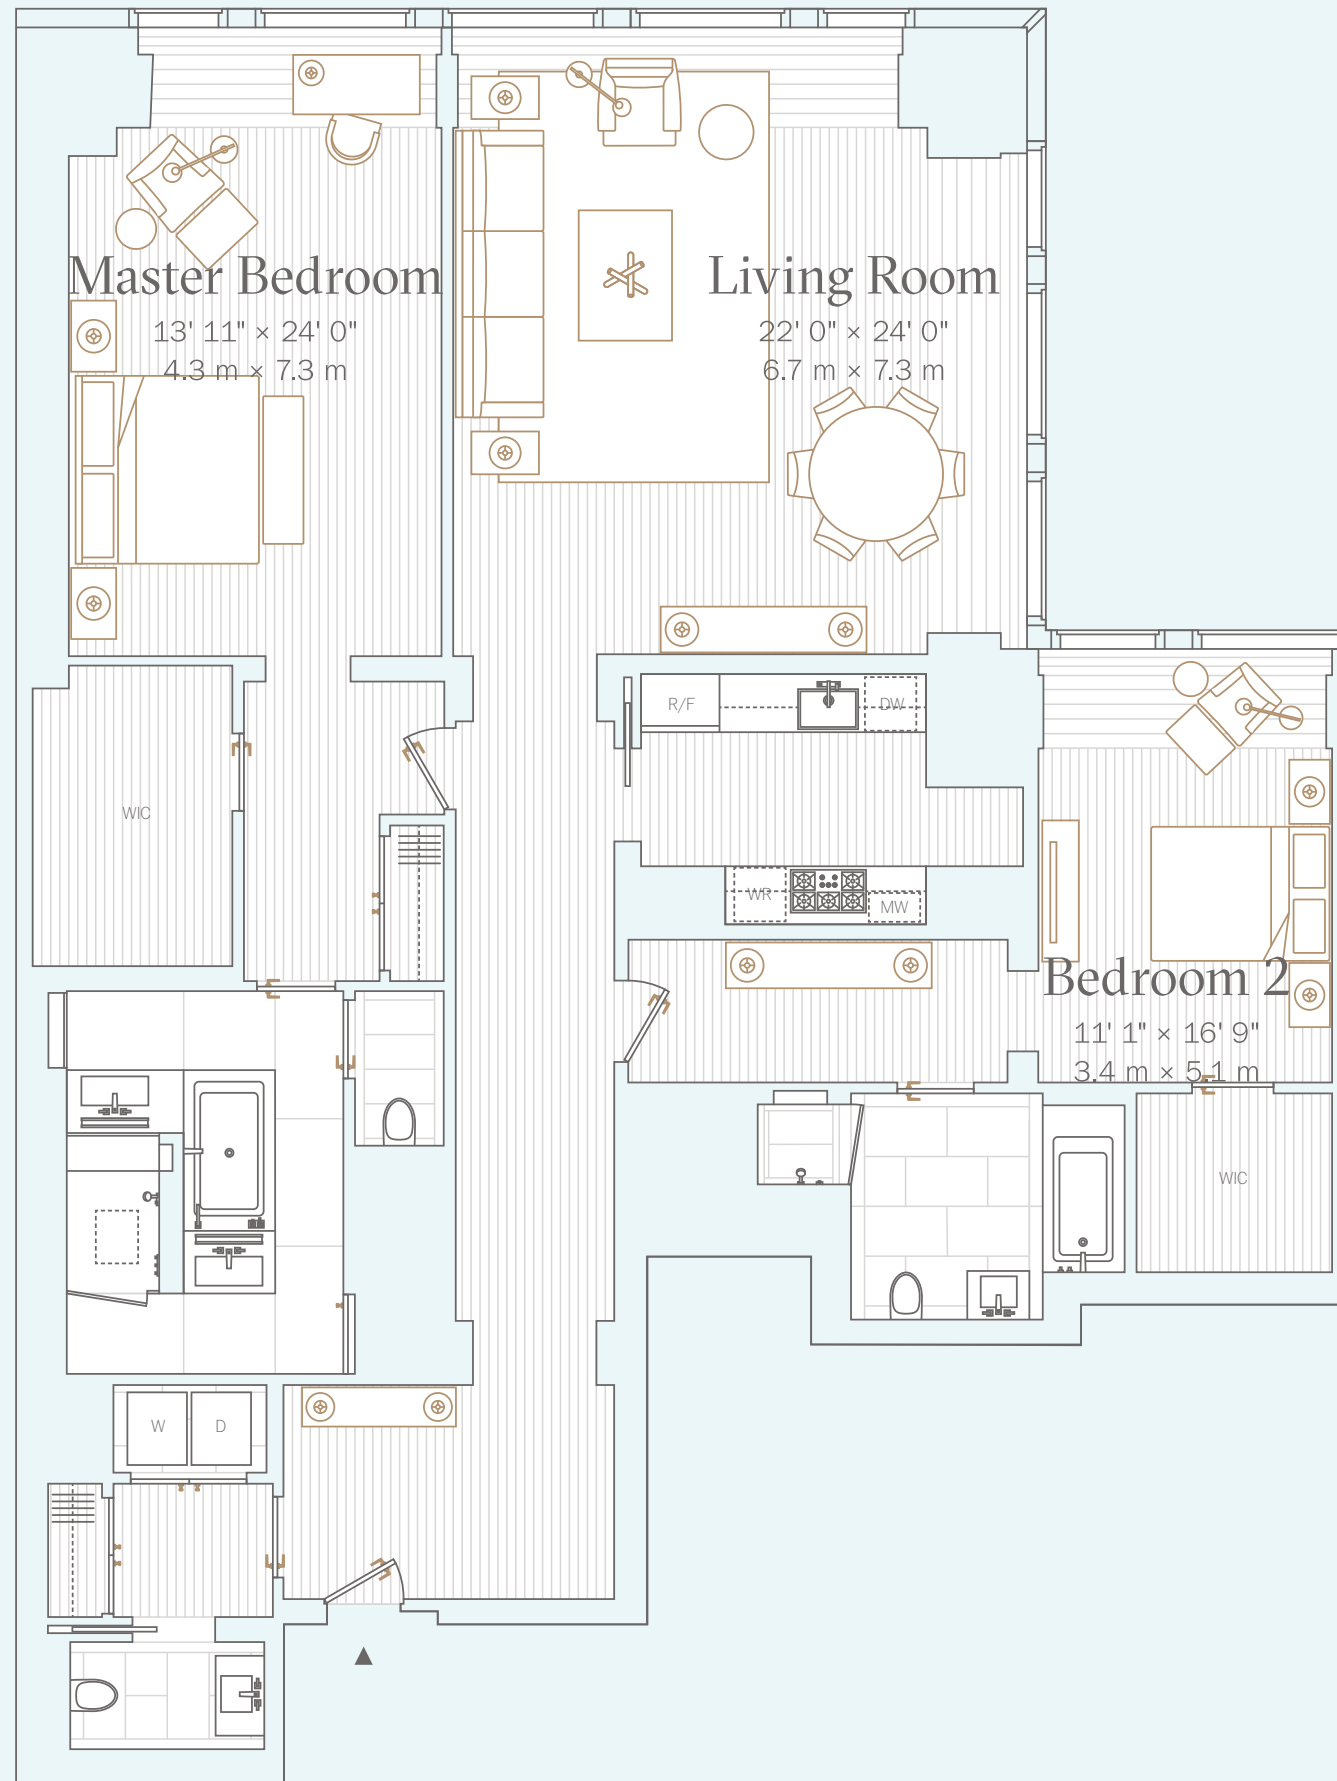 Master Bedroom
13' 11" × 24' 0"
4.3 m × 7.3 m
Living Room
22' 0" × 24' 0"
6.7 m × 7.3 m
R/F
DW
WIC
WR
MW
Bedroom 2
11' 1" × 16' 9"
3.4 m × 5.1 m
WIC
W
D